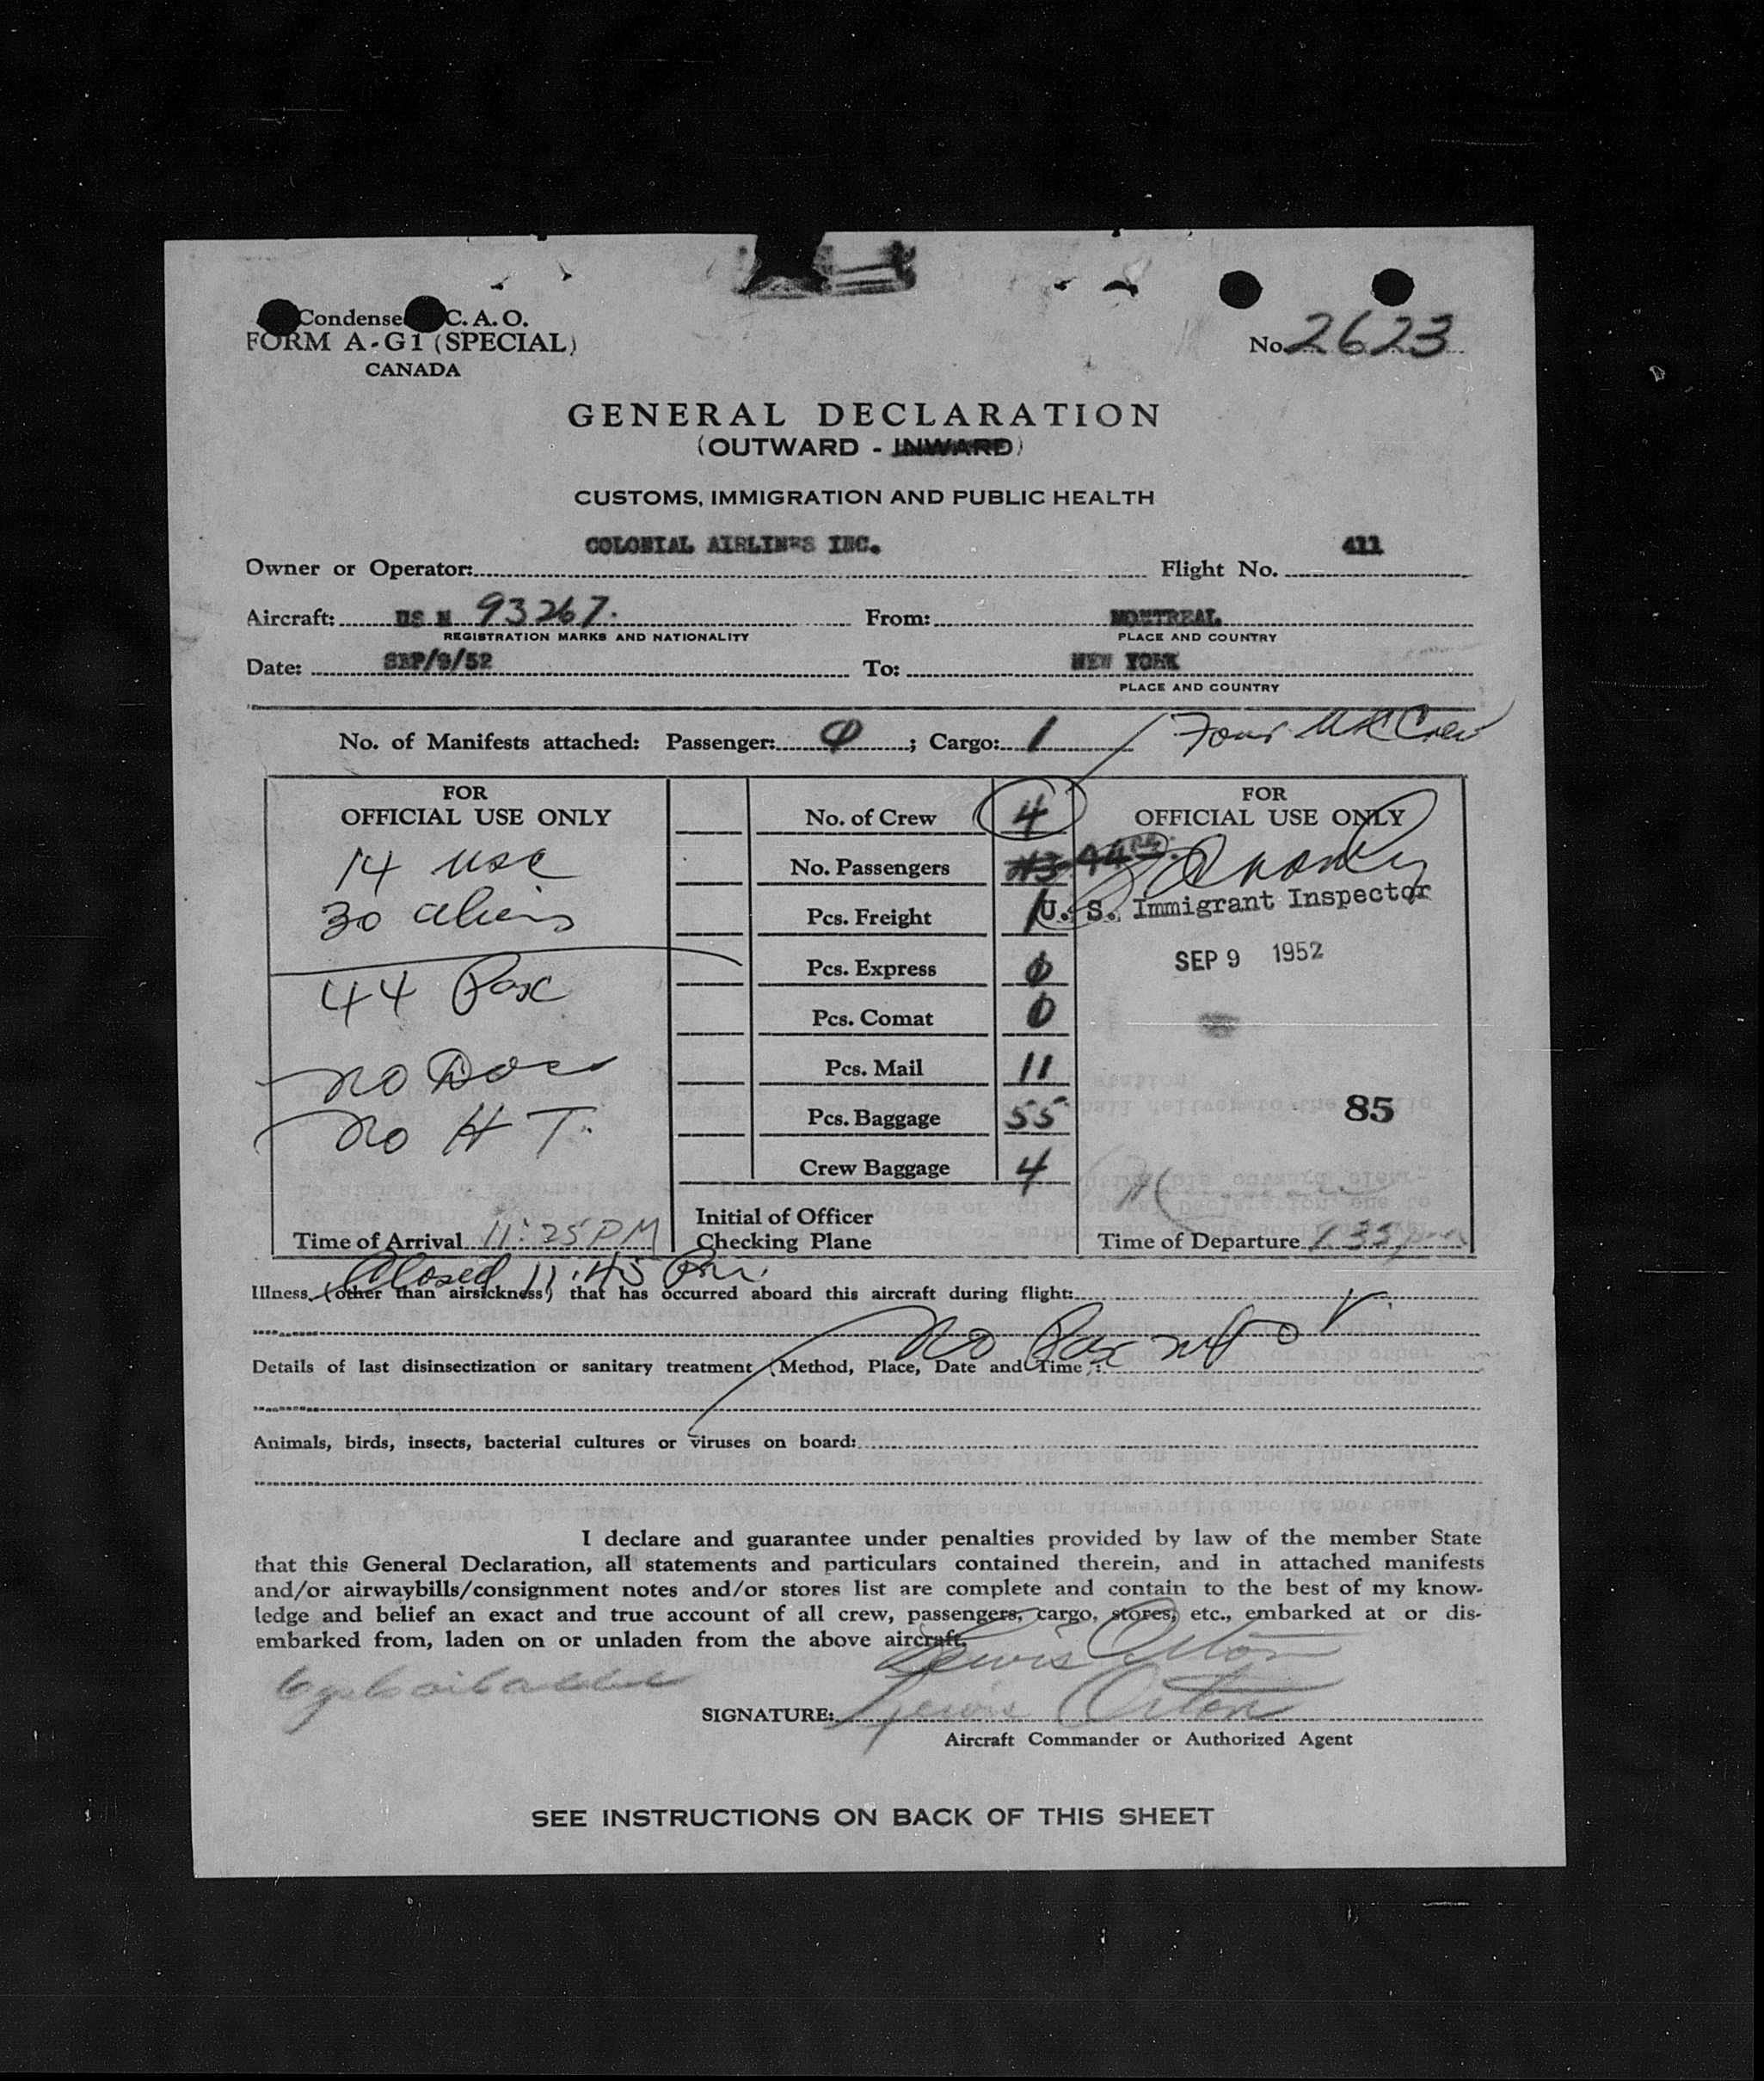 Condense C. A. O.
FORM A-G1 (SPECIAL)
CANADA
No. 2623
GENERAL DECLARATION
(OUTWARD - INWARD)
CUSTOMS, IMMIGRATION AND PUBLIC HEALTH
COLONIAL AIRLINES INC. 411
Owner or Operator: Flight No.
Aircraft: US N 93267. From: MONTREAL
REGISTRATION MARKS AND NATIONALITY PLACE AND COUNTRY
Date: SEP/9/52 To: NEW YORK
PLACE AND COUNTRY
No. of Manifests attached: Passenger: 0; Cargo: 1 Four Crew
FOR
OFFICIAL USE ONLY
14 usc
30 aliens
44 Pax
no Doc
no H T.
Time of Arrival 11:25 PM
No. of Crew 4
No. Passengers 43 44
Pcs. Freight 1
Pcs. Express 0
Pcs. Comat 0
Pcs. Mail 11
Pcs. Baggage 55
Crew Baggage 4
Initial of Officer
Checking Plane
FOR
OFFICIAL USE ONLY
U. S. Immigrant Inspector
SEP 9 1952
85
Time of Departure
Closed 11:45 Pm.
Illness (other than airsickness) that has occurred aboard this aircraft during flight:
No Pax
Details of last disinsectization or sanitary treatment (Method, Place, Date and Time):
Animals, birds, insects, bacterial cultures or viruses on board:
I declare and guarantee under penalties provided by law of the member State
that this General Declaration, all statements and particulars contained therein, and in attached manifests
and/or airwaybills/consignment notes and/or stores list are complete and contain to the best of my know-
ledge and belief an exact and true account of all crew, passengers, cargo, stores, etc., embarked at or dis-
embarked from, laden on or unladen from the above aircraft.
Lewis Orton
SIGNATURE: Lewis Orton
Aircraft Commander or Authorized Agent
SEE INSTRUCTIONS ON BACK OF THIS SHEET